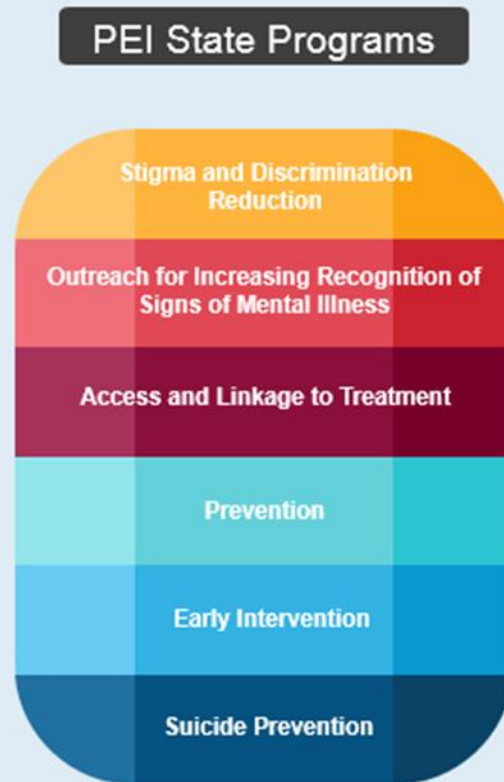 PEI State Programs
Stigma and Discrimination
Reduction
Outreach for Increasing Recognition of
Signs of Mental Illness
Access and Linkage to Treatment
Prevention
Early Intervention
Suicide Prevention